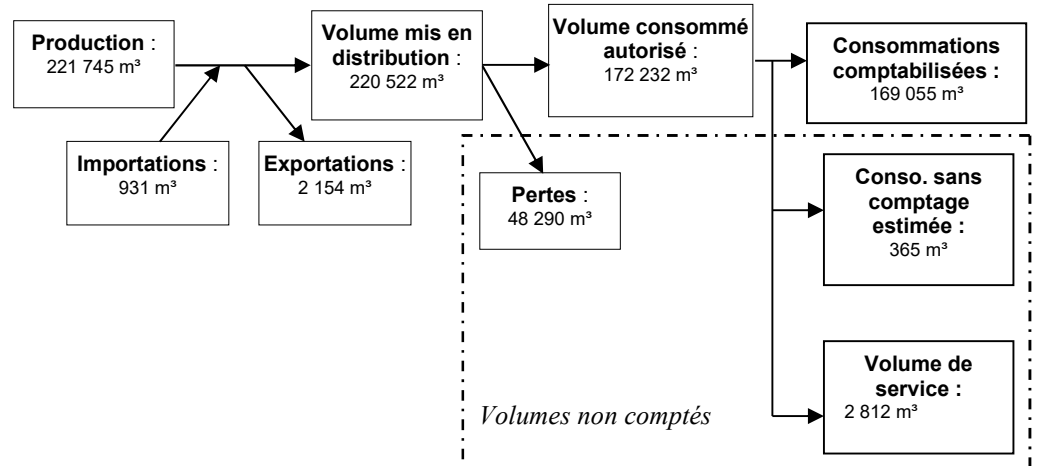 Production :
221 745 m³
Volume mis en
distribution :
220 522 m³
Volume consommé
autorisé :
172 232 m³
Consommations
comptabilisées :
169 055 m³
Importations :
931 m³
Exportations :
2 154 m³
Pertes :
48 290 m³
Conso. sans
comptage
estimée :
365 m³
Volume de
service :
2 812 m³
Volumes non comptés